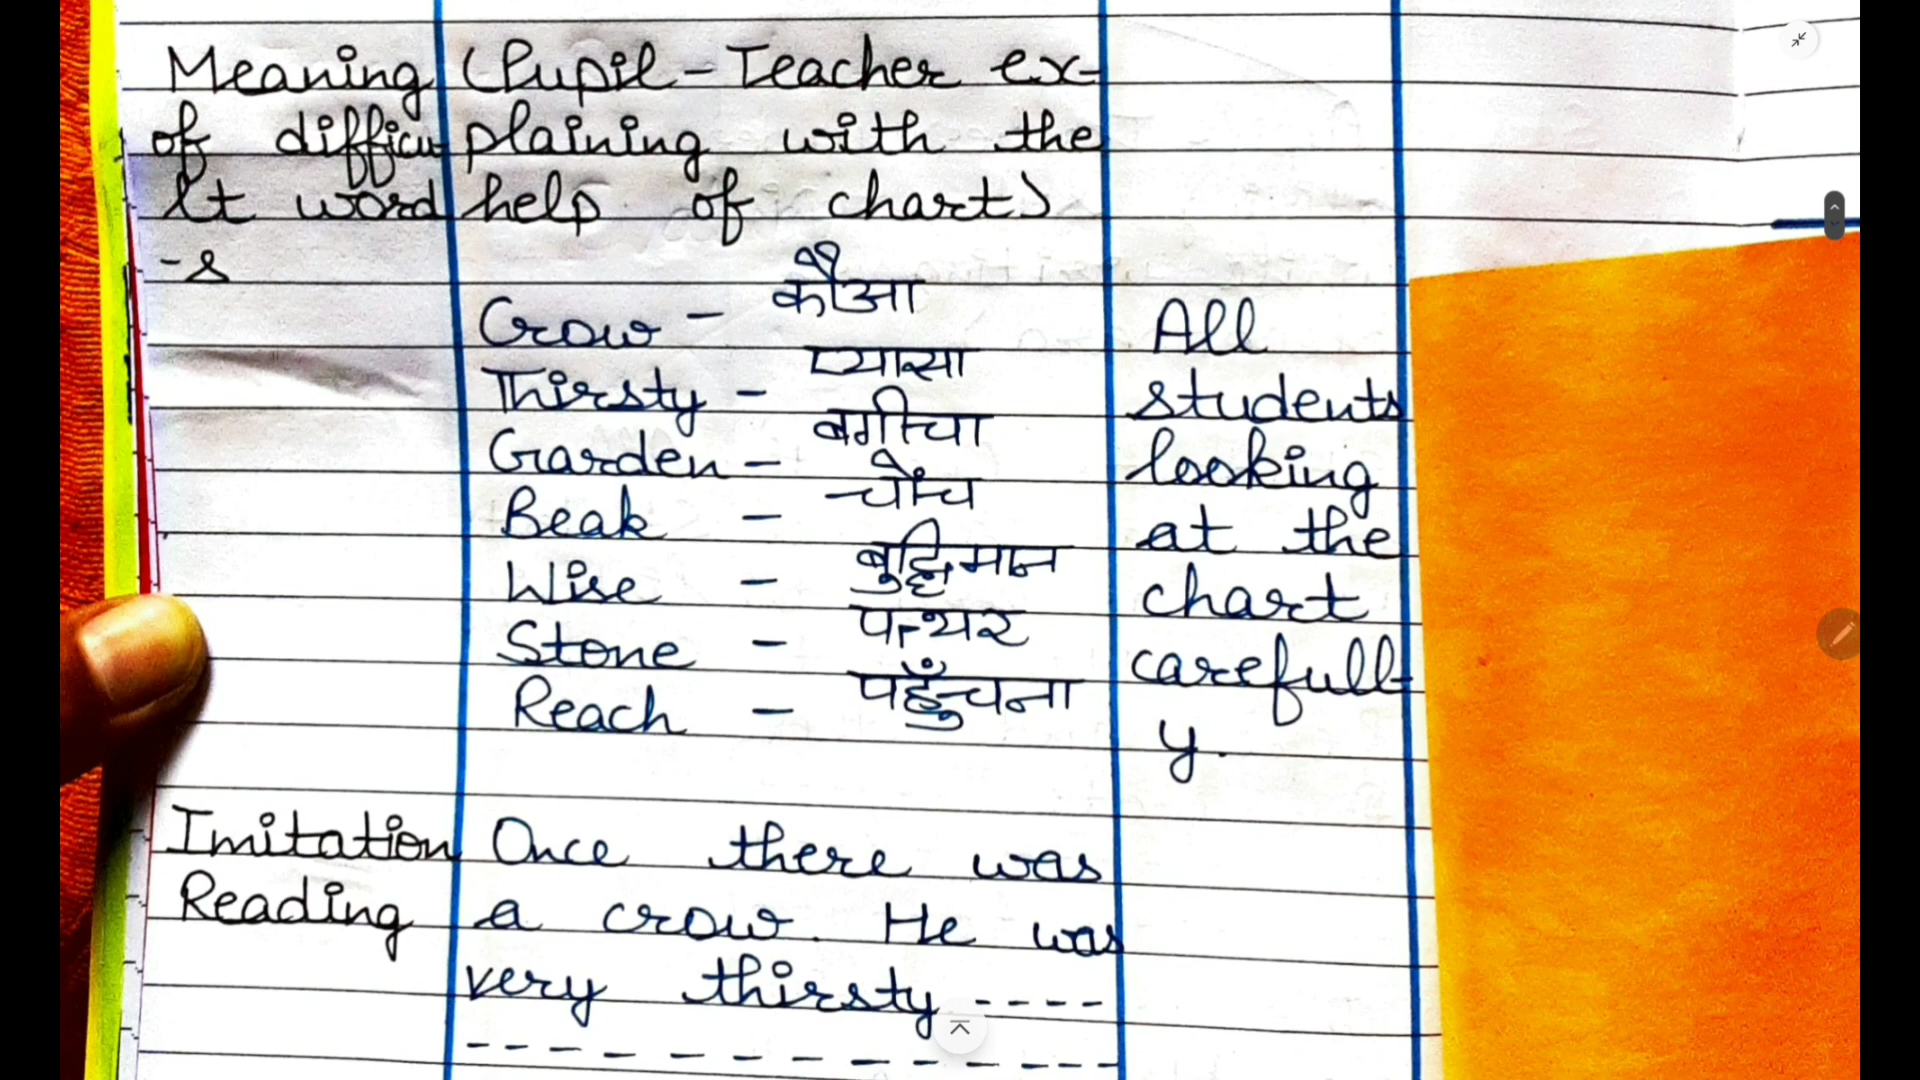 Meaning (Pupil-Teacher ex-
of difficu- plaining with the
lt word help of chart)
-s
Crow - कौआ
Thirsty - प्यासा
Garden - बगीचा
Beak - चोंच
Wise - बुद्धिमान
Stone - पत्थर
Reach - पहुँचना
All
students
looking
at the
chart
carefull-
y.
Imitation Once there was
Reading a crow. He was
very thirsty ----
- - - - - - - - - - - - -